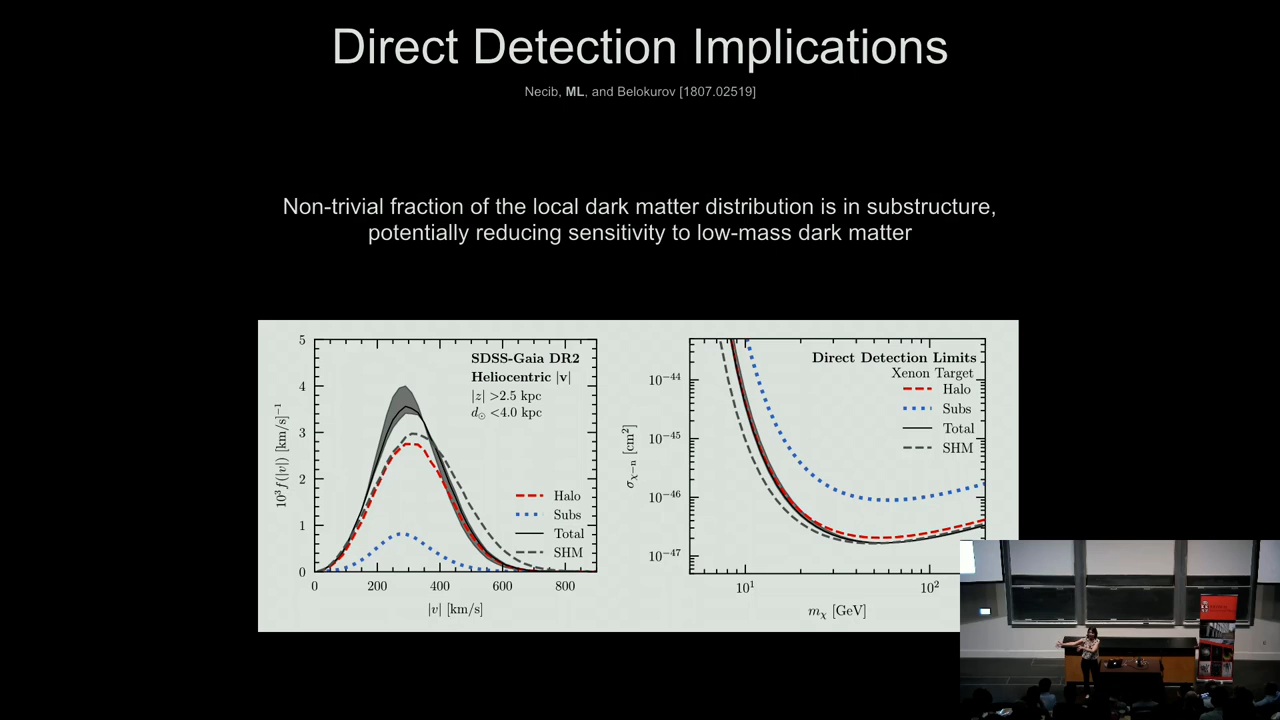 Direct Detection Implications
Necib, ML, and Belokurov [1807.02519]
Non-trivial fraction of the local dark matter distribution is in substructure,
potentially reducing sensitivity to low-mass dark matter
5
4
3
2
1
0
10³f(|v|) [km/s]⁻¹
SDSS-Gaia DR2
Heliocentric |v|
|z| >2.5 kpc
d☉ <4.0 kpc
Halo
Subs
Total
SHM
0
200
400
600
800
|v| [km/s]
10⁻⁴⁴
10⁻⁴⁵
10⁻⁴⁶
10⁻⁴⁷
σχ−n [cm²]
Direct Detection Limits
Xenon Target
Halo
Subs
Total
SHM
10¹
10²
mχ [GeV]